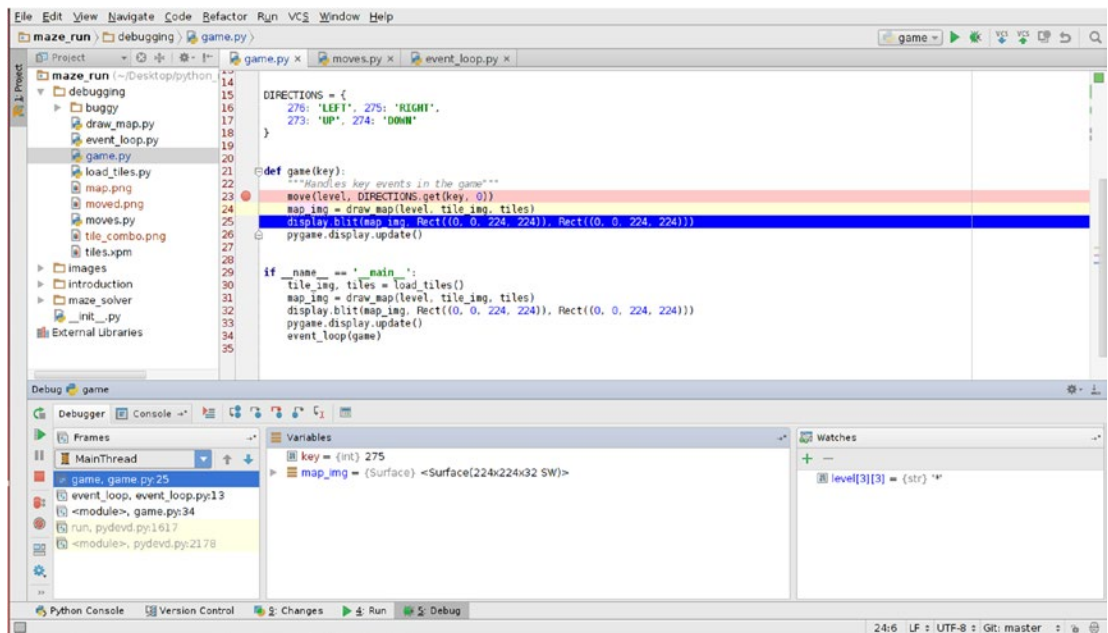 File Edit View Navigate Code Refactor Run VCS Window Help
maze_run debugging game.py
game
Project
1: Project
game.py × moves.py × event_loop.py ×
maze_run (~/Desktop/python_
debugging
buggy
draw_map.py
event_loop.py
game.py
load_tiles.py
map.png
moved.png
moves.py
tile_combo.png
tiles.xpm
images
introduction
maze_solver
__init__.py
External Libraries
14
15 DIRECTIONS = {
16 276: 'LEFT', 275: 'RIGHT',
17 273: 'UP', 274: 'DOWN'
18 }
19
20
21 def game(key):
22 """Handles key events in the game"""
23 move(level, DIRECTIONS.get(key, 0))
24 map_img = draw_map(level, tile_img, tiles)
25 display.blit(map_img, Rect((0, 0, 224, 224)), Rect((0, 0, 224, 224)))
26 pygame.display.update()
27
28
29 if __name__ == '__main__':
30 tile_img, tiles = load_tiles()
31 map_img = draw_map(level, tile_img, tiles)
32 display.blit(map_img, Rect((0, 0, 224, 224)), Rect((0, 0, 224, 224)))
33 pygame.display.update()
34 event_loop(game)
35
Debug game
Debugger Console
Frames
MainThread
game, game.py:25
event_loop, event_loop.py:13
<module>, game.py:34
run, pydevd.py:1617
<module>, pydevd.py:2178
Variables
key = {int} 275
map_img = {Surface} <Surface(224x224x32 SW)>
Watches
level[3][3] = {str} '*'
Python Console Version Control 9: Changes 4: Run 5: Debug
24:6 LF UTF-8 Git: master